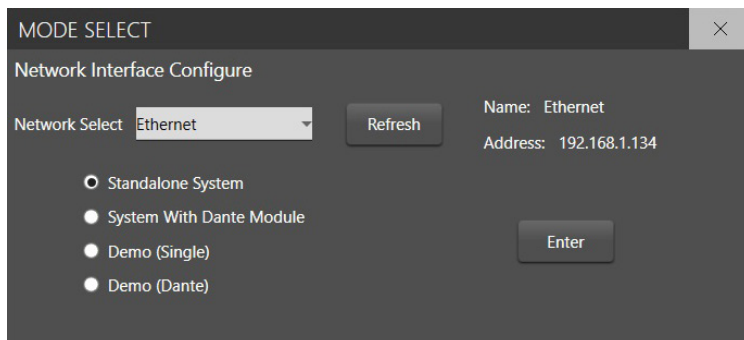 MODE SELECT
Network Interface Configure
Network Select Ethernet Refresh
Name: Ethernet
Address: 192.168.1.134
Standalone System
System With Dante Module
Demo (Single)
Demo (Dante)
Enter